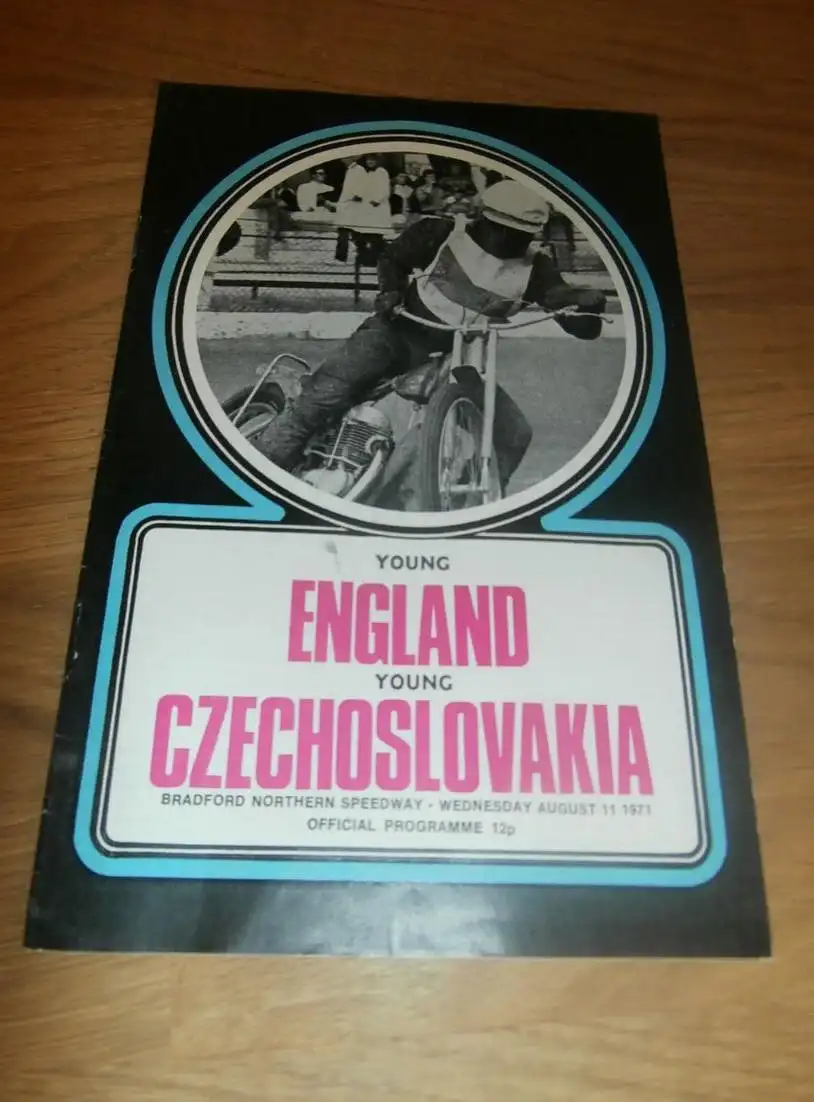 YOUNG
ENGLAND
YOUNG
CZECHOSLOVAKIA
BRADFORD NORTHERN SPEEDWAY - WEDNESDAY AUGUST 11 1971
OFFICIAL PROGRAMME 12p